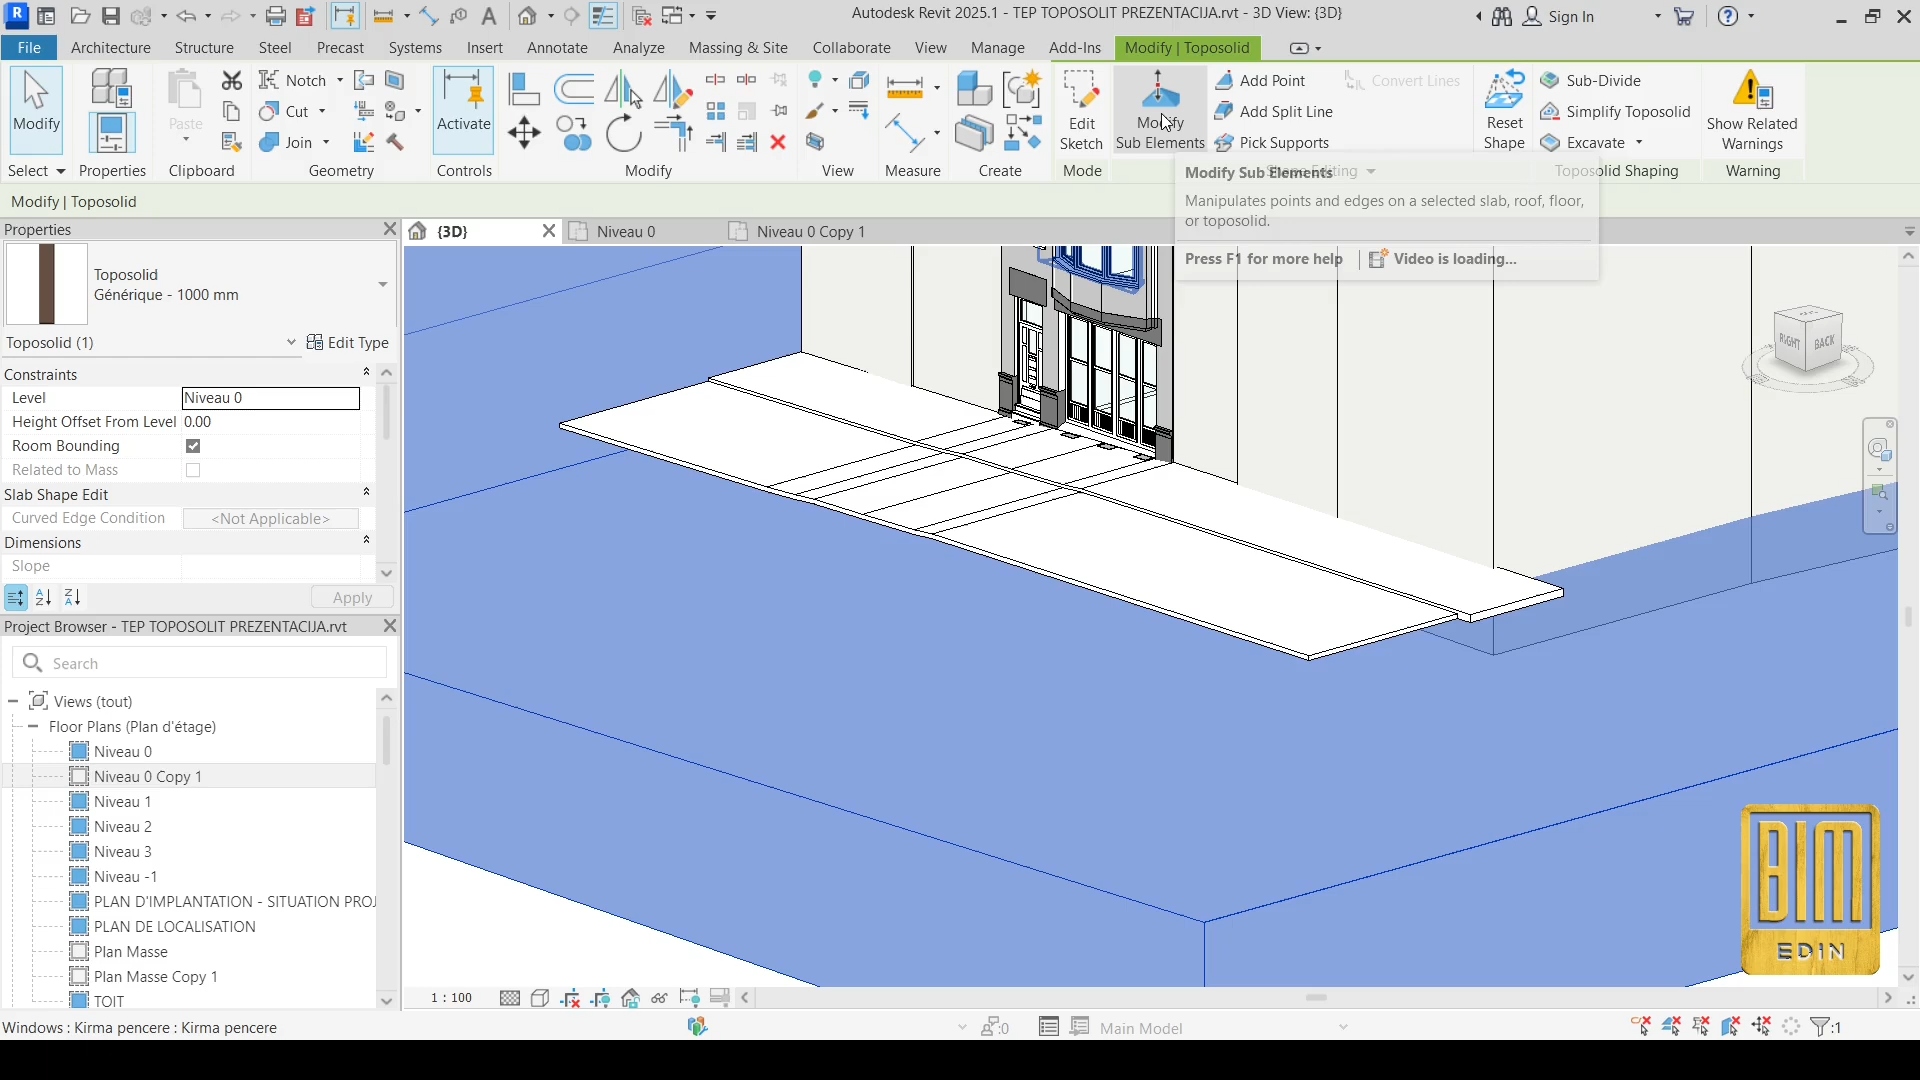 Autodesk Revit 2025.1 - TEP TOPOSOLIT PREZENTACIJA.rvt - 3D View: {3D}
Sign In
File Architecture Structure Steel Precast Systems Insert Annotate Analyze Massing & Site Collaborate View Manage Add-Ins Modify | Toposolid
Modify
Paste
Notch
Cut
Join
Activate
Edit
Sketch
Modify
Sub Elements
Add Point
Add Split Line
Pick Supports
Convert Lines
Reset
Shape
Sub-Divide
Simplify Toposolid
Excavate
Show Related
Warnings
Select Properties Clipboard Geometry Controls Modify View Measure Create Mode Shape Editing Toposolid Shaping Warning
Modify Sub Elements
Manipulates points and edges on a selected slab, roof, floor,
or toposolid.
Press F1 for more help
Video is loading...
Modify | Toposolid
Properties
{3D}
Niveau 0
Niveau 0 Copy 1
Toposolid
Générique - 1000 mm
Toposolid (1)
Edit Type
Constraints
Level Niveau 0
Height Offset From Level 0.00
Room Bounding
Related to Mass
Slab Shape Edit
Curved Edge Condition <Not Applicable>
Dimensions
Slope
Apply
Project Browser - TEP TOPOSOLIT PREZENTACIJA.rvt
Search
Views (tout)
Floor Plans (Plan d'étage)
Niveau 0
Niveau 0 Copy 1
Niveau 1
Niveau 2
Niveau 3
Niveau -1
PLAN D'IMPLANTATION - SITUATION PROJ
PLAN DE LOCALISATION
Plan Masse
Plan Masse Copy 1
TOIT
RIGHT
BACK
BIM
EDIN
1 : 100
Windows : Kirma pencere : Kirma pencere
:0
Main Model
:1